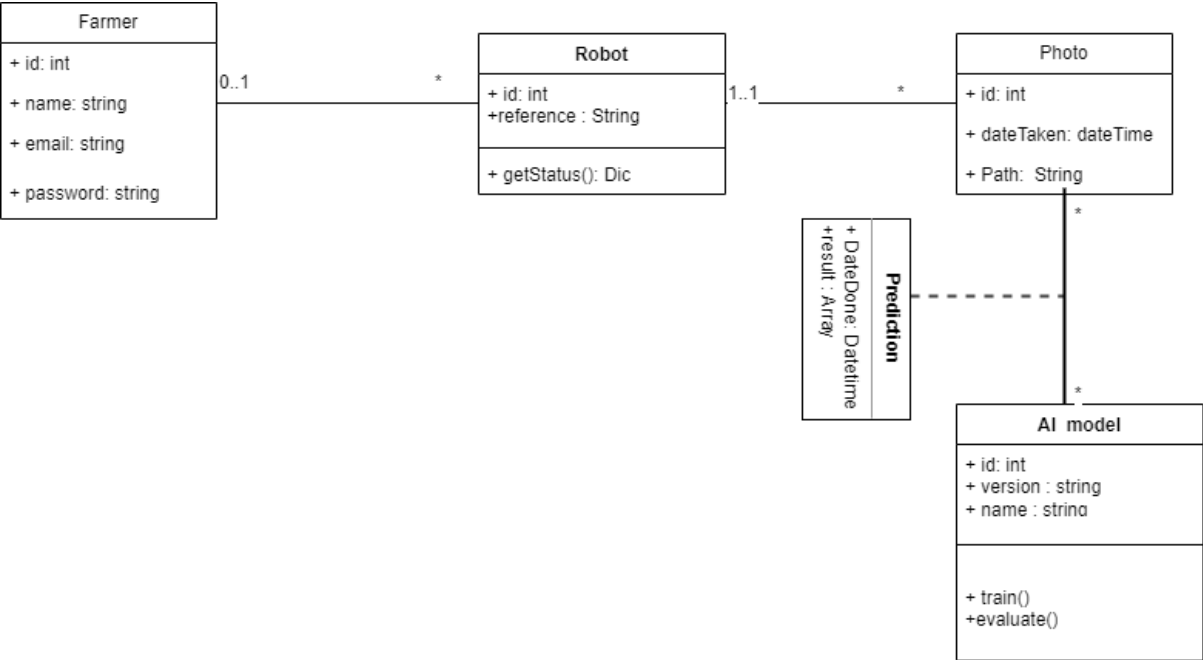 Farmer
+ id: int
+ name: string
+ email: string
+ password: string
0..1
*
Robot
+ id: int
+reference : String
+ getStatus(): Dic
1..1
*
Photo
+ id: int
+ dateTaken: dateTime
+ Path: String
*
Prediction
+ DateDone: Datetime
+result : Array
*
AI model
+ id: int
+ version : string
+ name : string
+ train()
+evaluate()